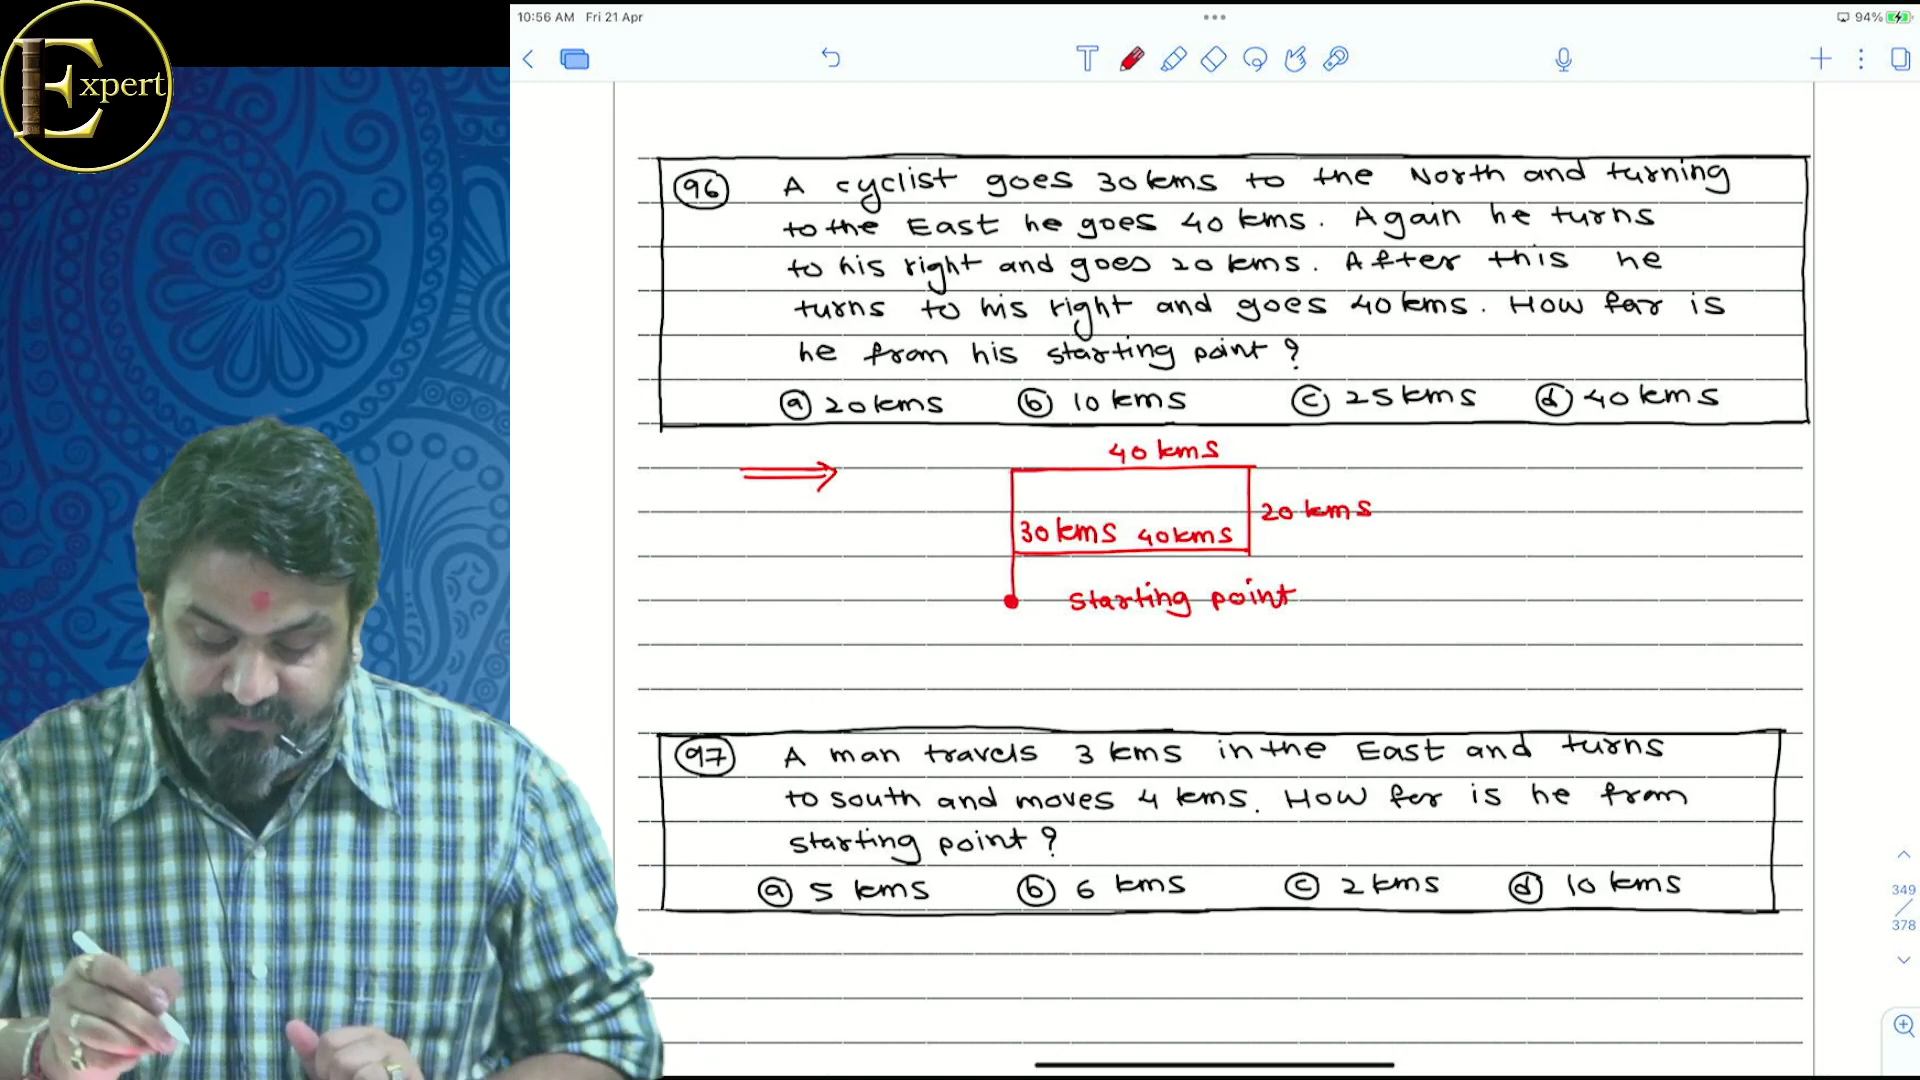 Expert
10:56 AM Fri 21 Apr
94%
96 A cyclist goes 30 kms to the North and turning
to the East he goes 40 kms. Again he turns
to his right and goes 20 kms. After this he
turns to his right and goes 40 kms. How far is
he from his starting point?
a 20 kms b 10 kms c 25 kms d 40 kms
40 kms
20 kms
30 kms 40 kms
starting point
97 A man travels 3 kms in the East and turns
to south and moves 4 kms. How far is he from
starting point?
a 5 kms b 6 kms c 2 kms d 10 kms
349
378